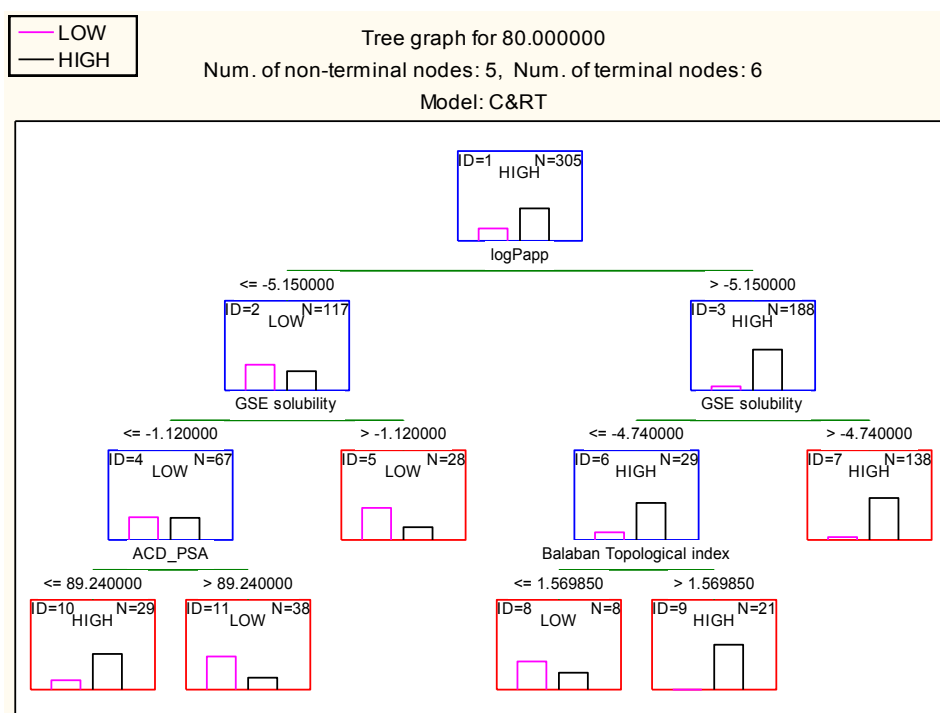 LOW
HIGH
Tree graph for 80.000000
Num. of non-terminal nodes: 5, Num. of terminal nodes: 6
Model: C&RT
ID=1 N=305
HIGH
logPapp
<= -5.150000 > -5.150000
ID=2 N=117
LOW
ID=3 N=188
HIGH
GSE solubility GSE solubility
<= -1.120000 > -1.120000 <= -4.740000 > -4.740000
ID=4 N=67
LOW
ID=5 N=28
LOW
ID=6 N=29
HIGH
ID=7 N=138
HIGH
ACD_PSA Balaban Topological index
<= 89.240000 > 89.240000 <= 1.569850 > 1.569850
ID=10 N=29
HIGH
ID=11 N=38
LOW
ID=8 N=8
LOW
ID=9 N=21
HIGH